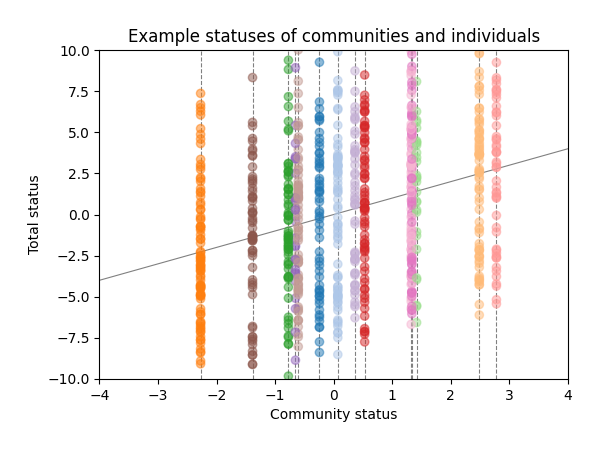 Example statuses of communities and individuals
10.0
7.5
5.0
2.5
0.0
−2.5
−5.0
−7.5
−10.0
Total status
−4 −3 −2 −1 0 1 2 3 4
Community status